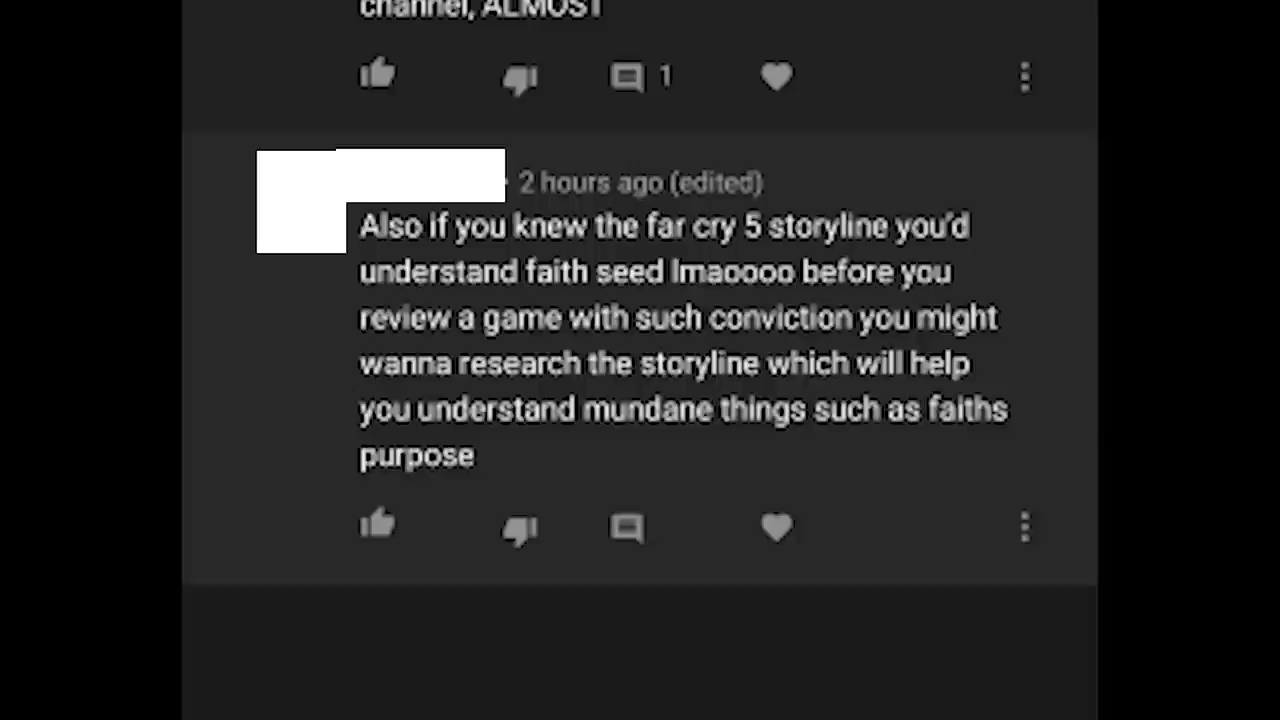 channel, ALMOST
1
· 2 hours ago (edited)
Also if you knew the far cry 5 storyline you'd
understand faith seed lmaoooo before you
review a game with such conviction you might
wanna research the storyline which will help
you understand mundane things such as faiths
purpose